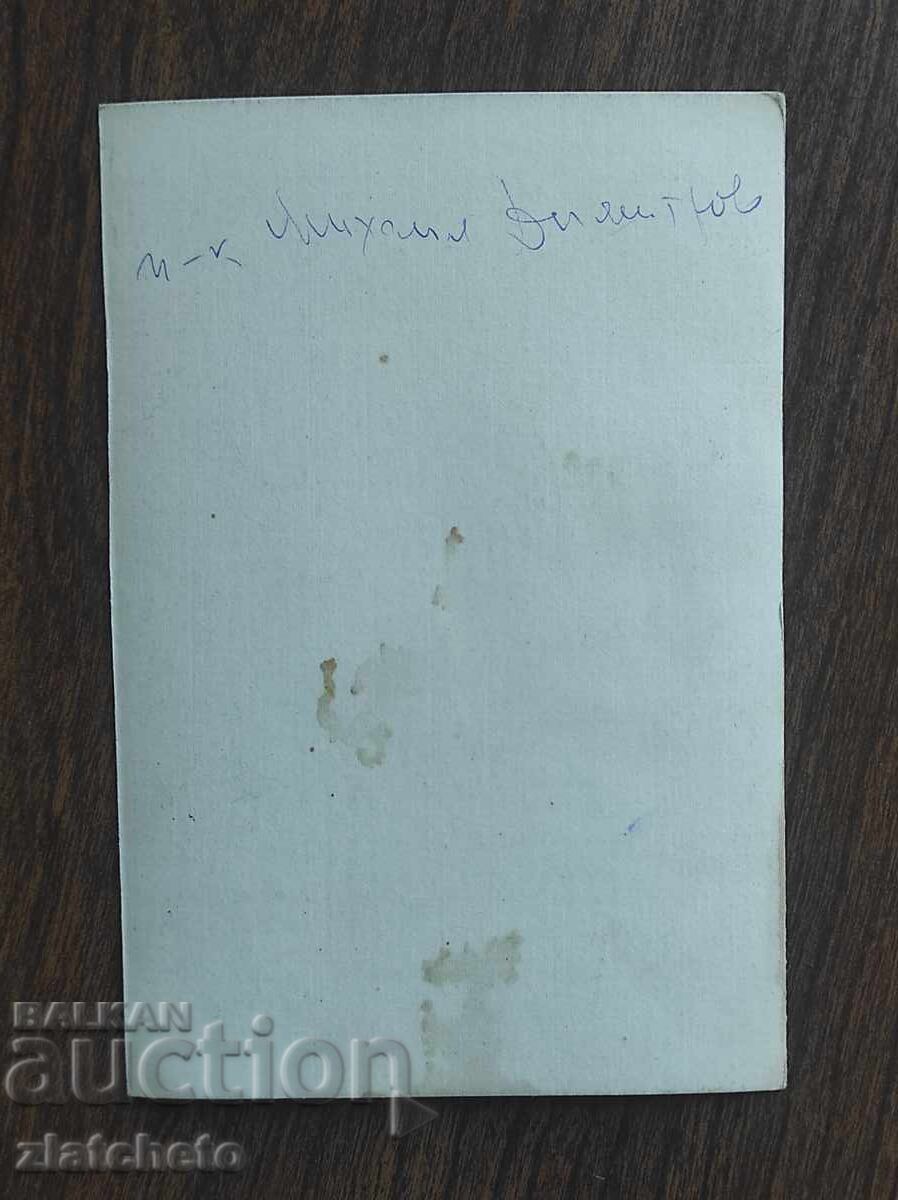 п-к Михаил Димитров
BALKAN
auction
zlatcheto